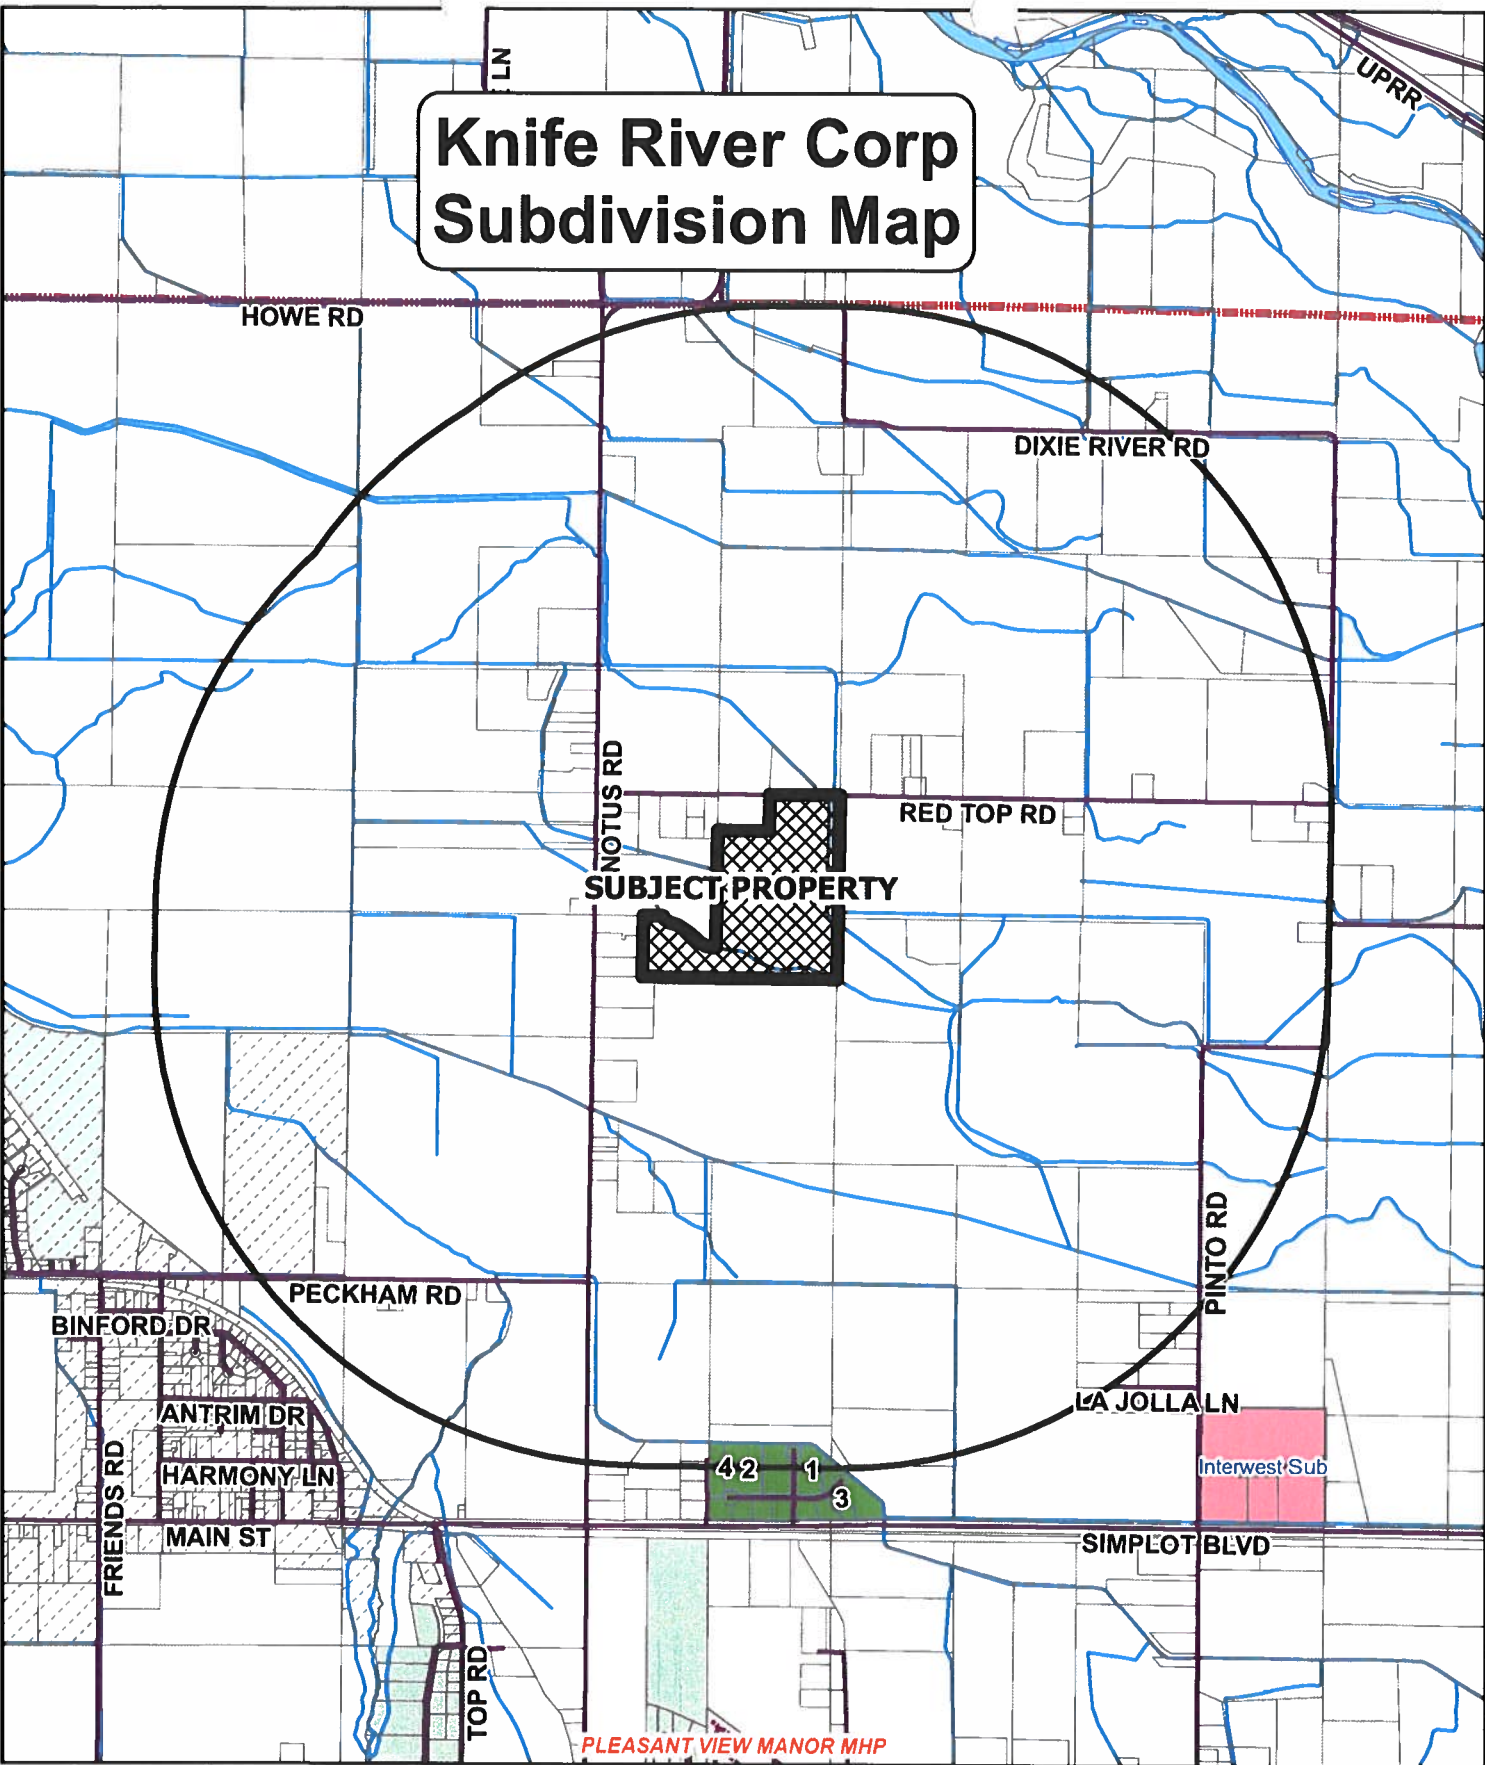 LN
UPRR
Knife River Corp
Subdivision Map
HOWE RD
DIXIE RIVER RD
NOTUS RD
RED TOP RD
SUBJECT PROPERTY
PINTO RD
PECKHAM RD
BINFORD DR
LA JOLLA LN
ANTRIM DR
FRIENDS RD
HARMONY LN
4 2 1
3
Interwest Sub
MAIN ST
SIMPLOT BLVD
TOP RD
PLEASANT VIEW MANOR MHP